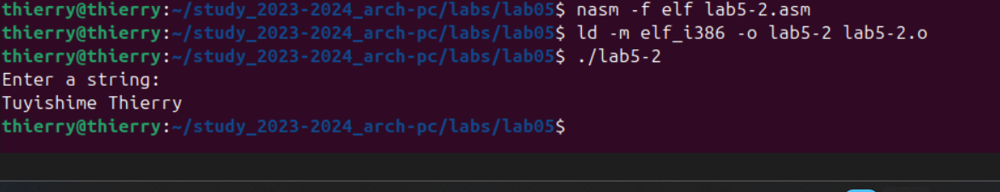 thierry@thierry:~/study_2023-2024_arch-pc/labs/lab05$ nasm -f elf lab5-2.asm
thierry@thierry:~/study_2023-2024_arch-pc/labs/lab05$ ld -m elf_i386 -o lab5-2 lab5-2.o
thierry@thierry:~/study_2023-2024_arch-pc/labs/lab05$ ./lab5-2
Enter a string:
Tuyishime Thierry
thierry@thierry:~/study_2023-2024_arch-pc/labs/lab05$